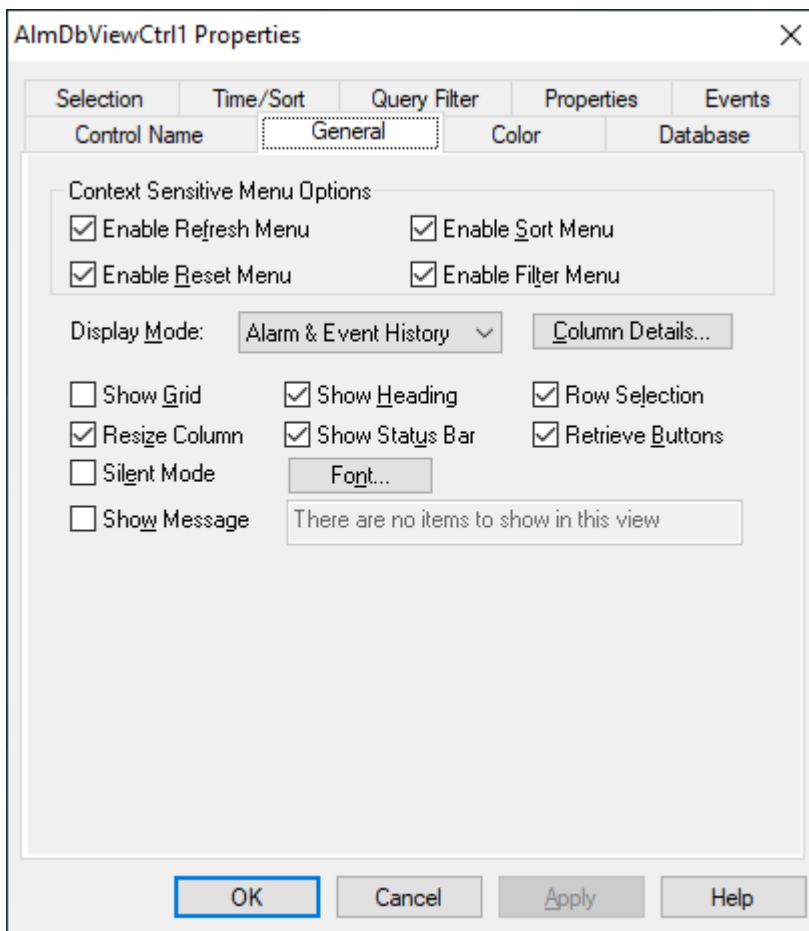 AlmDbViewCtrl1 Properties
Selection Time/Sort Query Filter Properties Events
Control Name General Color Database
Context Sensitive Menu Options
Enable Refresh Menu Enable Sort Menu
Enable Reset Menu Enable Filter Menu
Display Mode: Alarm & Event History Column Details...
Show Grid Show Heading Row Selection
Resize Column Show Status Bar Retrieve Buttons
Silent Mode Font...
Show Message There are no items to show in this view
OK Cancel Apply Help